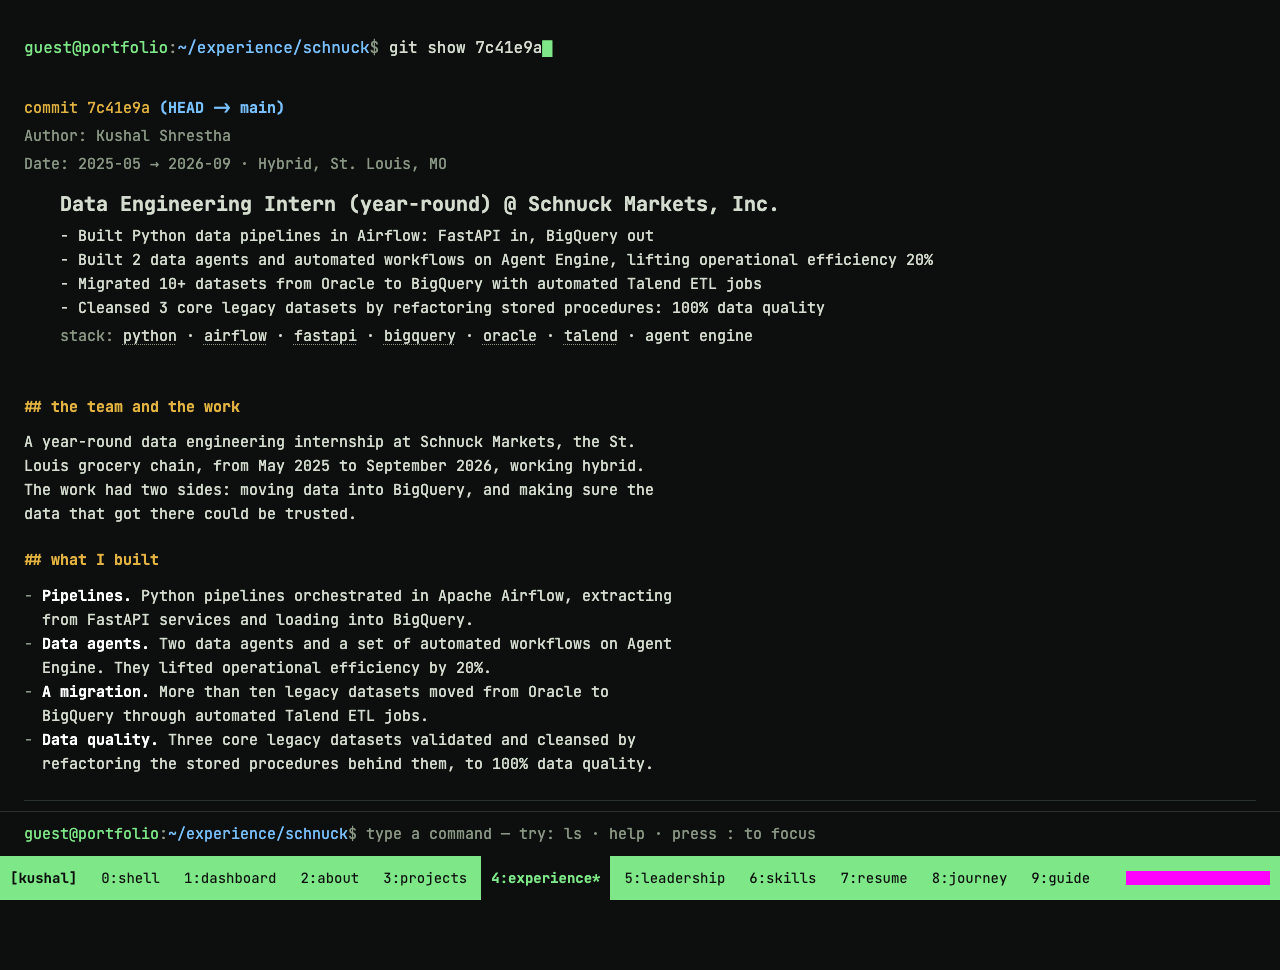 guest@portfolio:~/experience/schnuck$ git show 7c41e9a
commit 7c41e9a (HEAD → main)
Author: Kushal Shrestha
Date: 2025-05 → 2026-09 · Hybrid, St. Louis, MO
Data Engineering Intern (year-round) @ Schnuck Markets, Inc.
- Built Python data pipelines in Airflow: FastAPI in, BigQuery out
- Built 2 data agents and automated workflows on Agent Engine, lifting operational efficiency 20%
- Migrated 10+ datasets from Oracle to BigQuery with automated Talend ETL jobs
- Cleansed 3 core legacy datasets by refactoring stored procedures: 100% data quality
stack: python · airflow · fastapi · bigquery · oracle · talend · agent engine
## the team and the work
A year-round data engineering internship at Schnuck Markets, the St.
Louis grocery chain, from May 2025 to September 2026, working hybrid.
The work had two sides: moving data into BigQuery, and making sure the
data that got there could be trusted.
## what I built
- Pipelines. Python pipelines orchestrated in Apache Airflow, extracting
from FastAPI services and loading into BigQuery.
- Data agents. Two data agents and a set of automated workflows on Agent
Engine. They lifted operational efficiency by 20%.
- A migration. More than ten legacy datasets moved from Oracle to
BigQuery through automated Talend ETL jobs.
- Data quality. Three core legacy datasets validated and cleansed by
refactoring the stored procedures behind them, to 100% data quality.
guest@portfolio:~/experience/schnuck$ type a command — try: ls · help · press : to focus
[kushal] 0:shell 1:dashboard 2:about 3:projects 4:experience* 5:leadership 6:skills 7:resume 8:journey 9:guide